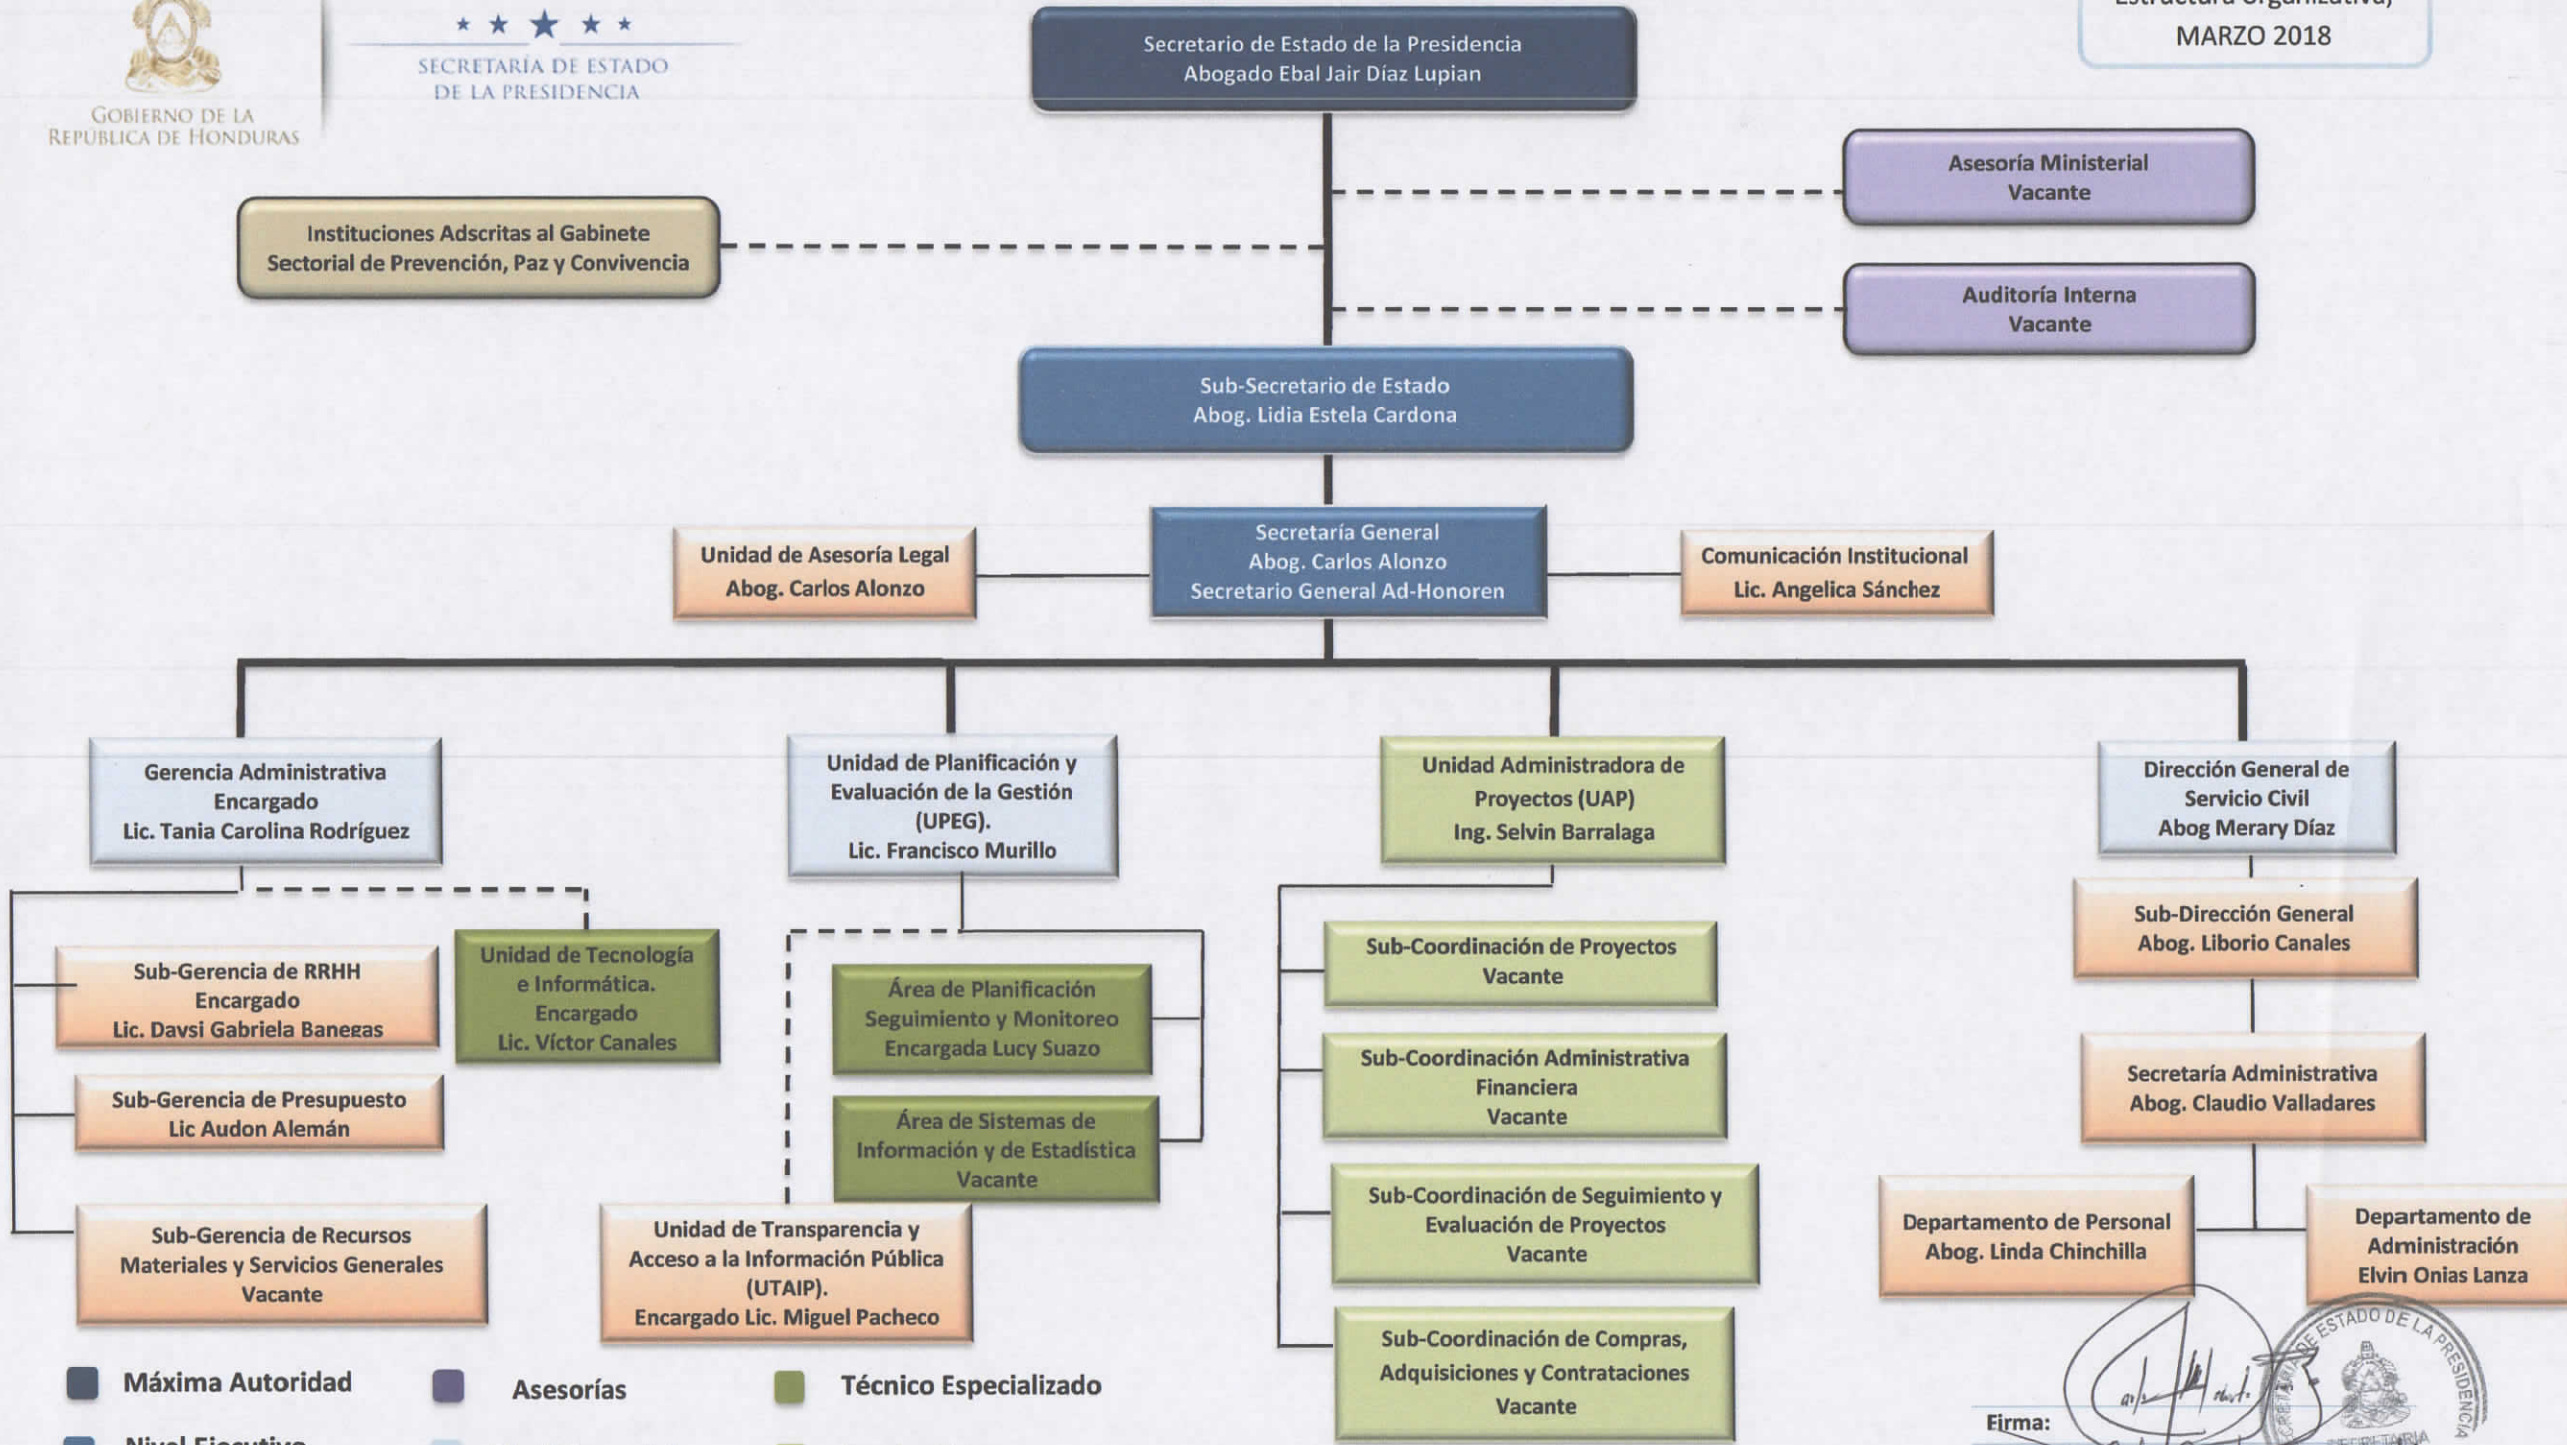 GOBIERNO DE LA
REPÚBLICA DE HONDURAS
SECRETARÍA DE ESTADO
DE LA PRESIDENCIA
MARZO 2018
Secretario de Estado de la Presidencia
Abogado Ebal Jair Díaz Lupian
Asesoría Ministerial
Vacante
Instituciones Adscritas al Gabinete
Sectorial de Prevención, Paz y Convivencia
Auditoría Interna
Vacante
Sub-Secretario de Estado
Abog. Lidia Estela Cardona
Unidad de Asesoría Legal
Abog. Carlos Alonzo
Secretaría General
Abog. Carlos Alonzo
Secretario General Ad-Honoren
Comunicación Institucional
Lic. Angelica Sánchez
Gerencia Administrativa
Encargado
Lic. Tania Carolina Rodríguez
Unidad de Planificación y
Evaluación de la Gestión
(UPEG).
Lic. Francisco Murillo
Unidad Administradora de
Proyectos (UAP)
Ing. Selvin Barralaga
Dirección General de
Servicio Civil
Abog Merary Díaz
Sub-Gerencia de RRHH
Encargado
Lic. Davsi Gabriela Banegas
Unidad de Tecnología
e Informática.
Encargado
Lic. Víctor Canales
Sub-Gerencia de Presupuesto
Lic Audon Alemán
Sub-Gerencia de Recursos
Materiales y Servicios Generales
Vacante
Área de Planificación
Seguimiento y Monitoreo
Encargada Lucy Suazo
Área de Sistemas de
Información y de Estadística
Vacante
Unidad de Transparencia y
Acceso a la Información Pública
(UTAIP).
Encargado Lic. Miguel Pacheco
Sub-Coordinación de Proyectos
Vacante
Sub-Coordinación Administrativa
Financiera
Vacante
Sub-Coordinación de Seguimiento y
Evaluación de Proyectos
Vacante
Sub-Coordinación de Compras,
Adquisiciones y Contrataciones
Vacante
Sub-Dirección General
Abog. Liborio Canales
Secretaría Administrativa
Abog. Claudio Valladares
Departamento de Personal
Abog. Linda Chinchilla
Departamento de
Administración
Elvin Onias Lanza
Máxima Autoridad
Asesorías
Técnico Especializado
Firma:
ESTADO DE LA PRESIDENCIA